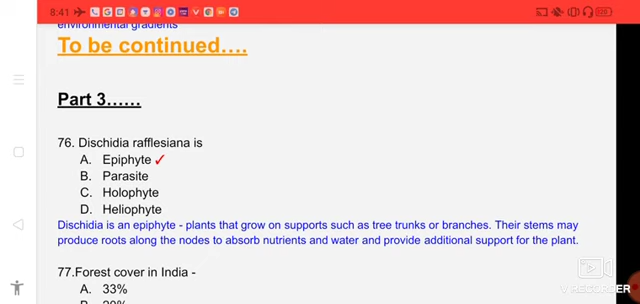 8:41
environmental gradients
To be continued....
Part 3......
76. Dischidia rafflesiana is
A. Epiphyte ✓
B. Parasite
C. Holophyte
D. Heliophyte
Dischidia is an epiphyte - plants that grow on supports such as tree trunks or branches. Their stems may
produce roots along the nodes to absorb nutrients and water and provide additional support for the plant.
77.Forest cover in India -
A. 33%
VIRECORDER